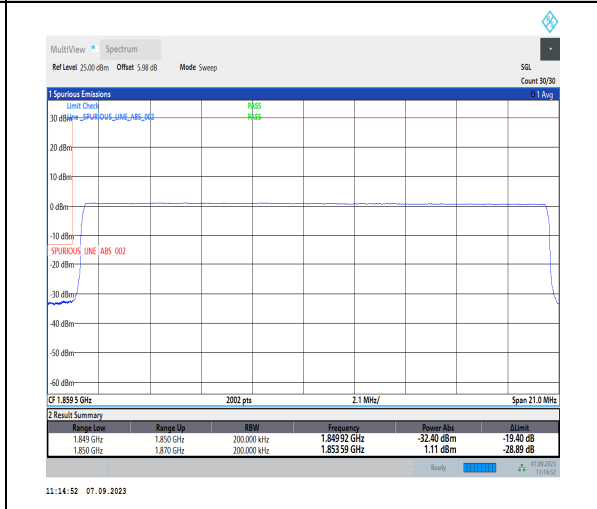 MultiView Spectrum
Ref Level 25.00 dBm Offset 5.98 dB Mode Sweep SGL
Count 30/30
1 Spurious Emissions 1 Avg
Limit Check PASS
Line _SPURIOUS_LINE_ABS_002 PASS
30 dBm
20 dBm
10 dBm
0 dBm
-10 dBm
SPURIOUS_LINE_ABS_002
-20 dBm
-30 dBm
-40 dBm
-50 dBm
-60 dBm
CF 1.859 5 GHz 2002 pts 2.1 MHz/ Span 21.0 MHz
2 Result Summary
Range Low Range Up RBW Frequency Power Abs ΔLimit
1.849 GHz 1.850 GHz 200.000 kHz 1.849 92 GHz -32.40 dBm -19.40 dB
1.850 GHz 1.870 GHz 200.000 kHz 1.853 59 GHz 1.11 dBm -28.89 dB
Ready 07.09.2023
11:14:52
11:14:52 07.09.2023